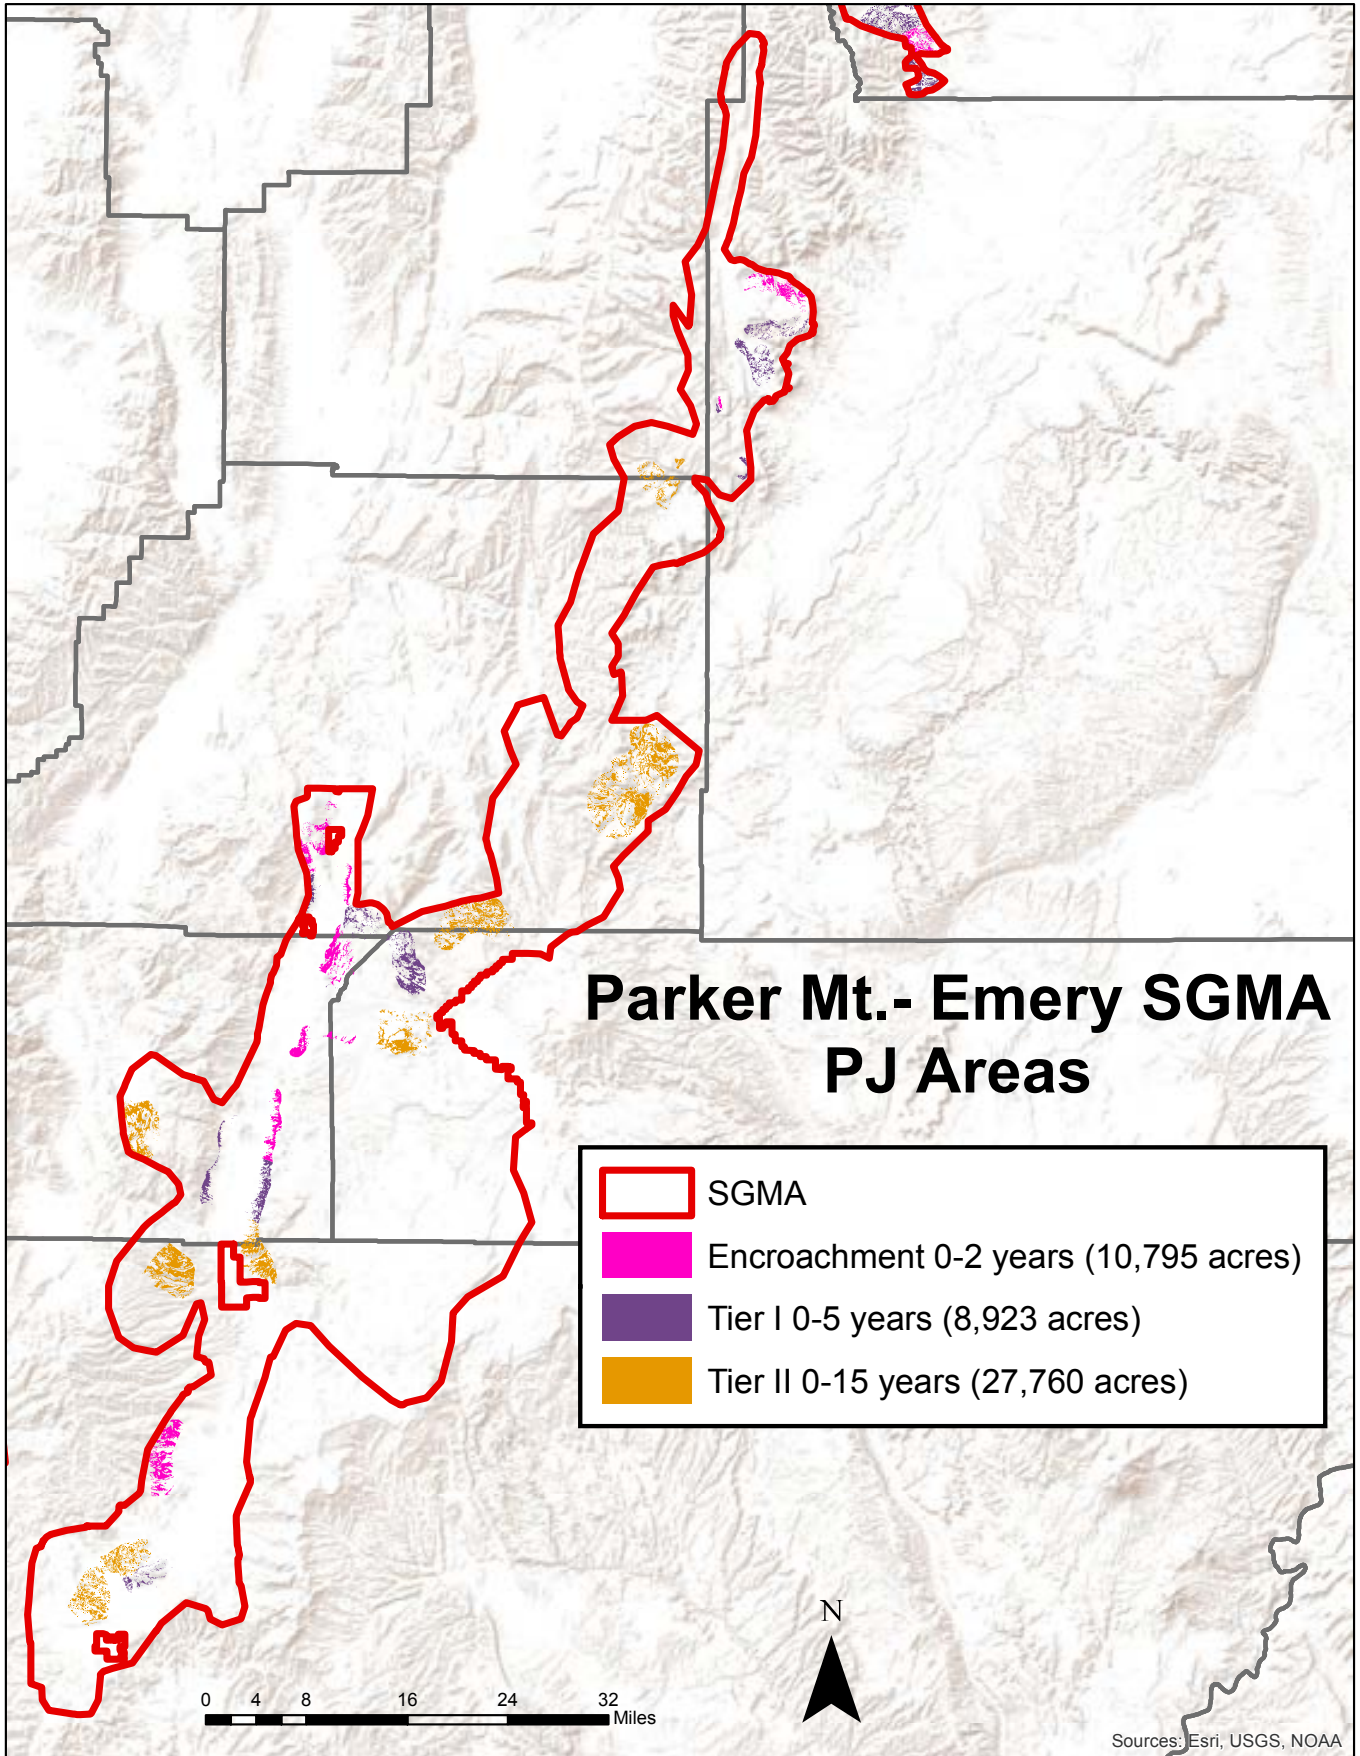 Parker Mt.- Emery SGMA
PJ Areas
SGMA
Encroachment 0-2 years (10,795 acres)
Tier I 0-5 years (8,923 acres)
Tier II 0-15 years (27,760 acres)
N
0 4 8 16 24 32
Miles
Sources: Esri, USGS, NOAA